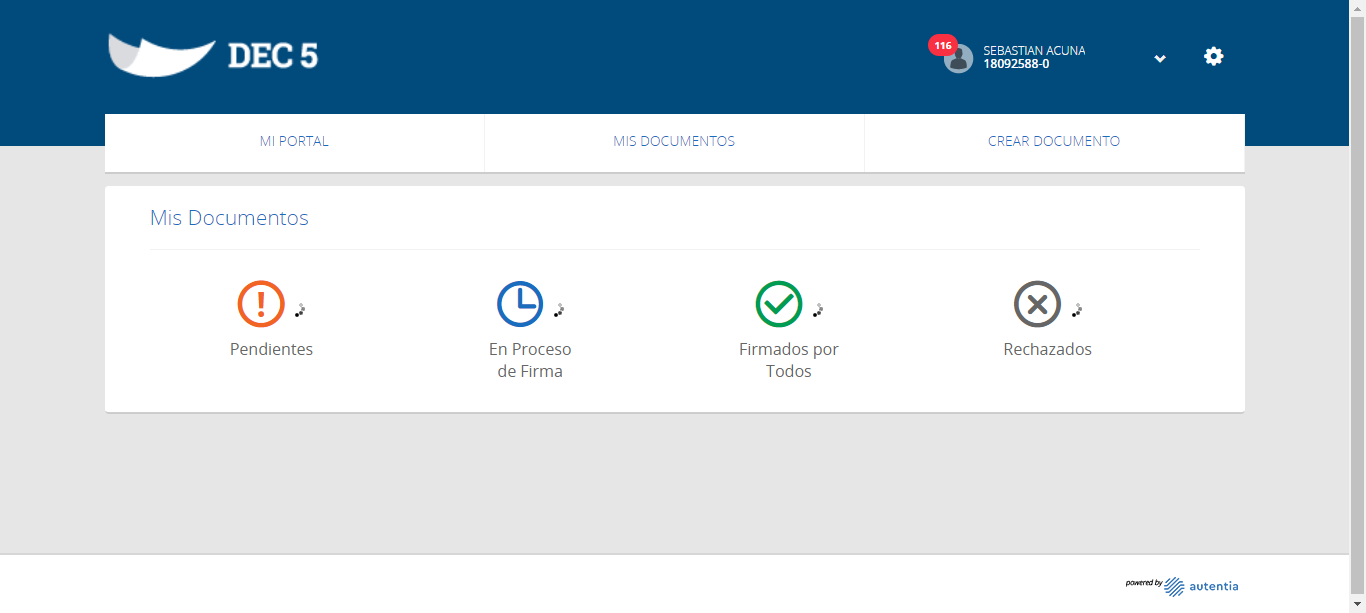 DEC 5
116
SEBASTIAN ACUNA
18092588-0
MI PORTAL
MIS DOCUMENTOS
CREAR DOCUMENTO
Mis Documentos
Pendientes
En Proceso
de Firma
Firmados por
Todos
Rechazados
powered by
autentia